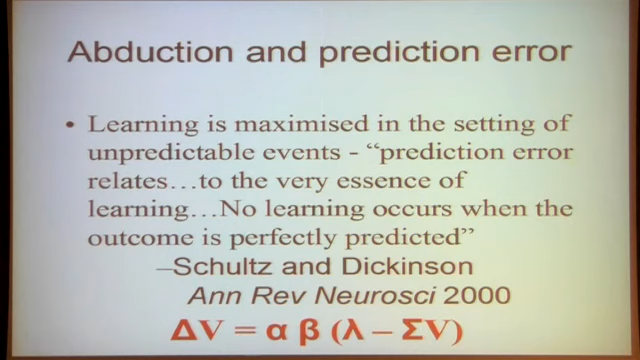 Abduction and prediction error
• Learning is maximised in the setting of
unpredictable events - “prediction error
relates…to the very essence of
learning…No learning occurs when the
outcome is perfectly predicted”
–Schultz and Dickinson
Ann Rev Neurosci 2000
ΔV = α β (λ – ΣV)